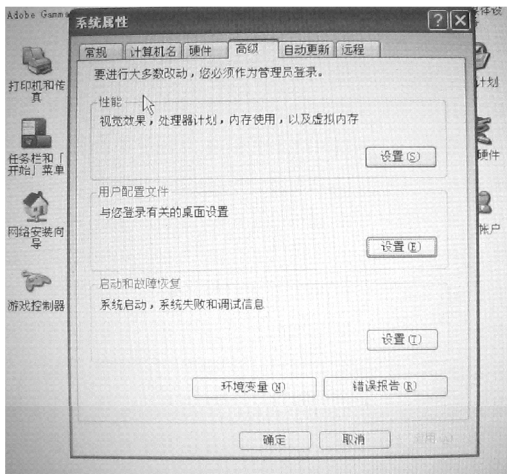 Adobe Gamma
系统属性
常规
计算机名
硬件
高级
自动更新
远程
要进行大多数改动，您必须作为管理员登录。
性能
视觉效果，处理器计划，内存使用，以及虚拟内存
设置(S)
用户配置文件
与您登录有关的桌面设置
设置(E)
启动和故障恢复
系统启动，系统失败和调试信息
设置(T)
环境变量(N)
错误报告(R)
确定
取消
打印机和传
真
任务栏和「
开始」菜单
网络安装向
导
游戏控制器
计划
硬件
帐户